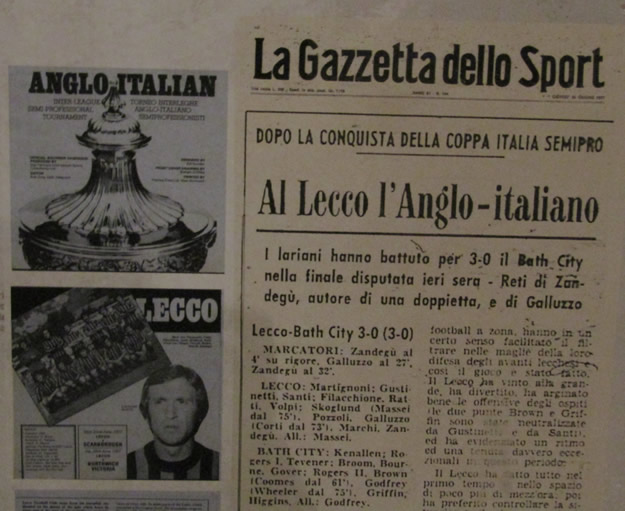 ANGLO-ITALIAN
INTER LEAGUE
SEMI PROFESSIONAL
TOURNAMENT
TORNEO INTERLEGHE
ANGLO-ITALIANO
SEMIPROFESSIONISTI
LECCO
La Gazzetta dello Sport
DOPO LA CONQUISTA DELLA COPPA ITALIA SEMIPRO
Al Lecco l'Anglo-italiano
I lariani hanno battuto per 3-0 il Bath City
nella finale disputata ieri sera - Reti di Zan-
degù, autore di una doppietta, e di Galluzzo
Lecco-Bath City 3-0 (3-0)
MARCATORI: Zandegù al
4' su rigore, Galluzzo al 27',
Zandegù al 32'.
LECCO: Martignoni; Gusti-
netti, Santi; Filacchione, Rat-
ti, Volpi; Skoglund (Massei
dal 75'), Pozzoli, Galluzzo
(Corti dal 73'), Marchi, Zan-
degù. All.: Massei.
BATH CITY: Kenallen; Ro-
gers I, Tevener; Broom, Bour-
ne, Gover; Rogers II, Brown
(Coomes dal 61'), Godfrey
(Wheeler dal 75'), Griffin,
Higgins, All.: Godfrey.
football a zona, hanno in un
certo senso facilitato il fil-
trare nelle maglie della loro
difesa degli avanti lecchesi e
così il gioco è stato fatto.
Il Lecco ha vinto alla gran-
de, ha divertito, ha arginato
bene le offensive degli ospiti
(le due punte Brown e Grif-
fin sono state neutralizzate
da Gustinetti e da Santi),
ed ha evidenziato un ritmo
ed una tenuta davvero ecce-
zionali in questo periodo.
Il Lecco ha fatto tutto nel
primo tempo nello spazio
di poco più di mezz'ora; poi
ha preferito controllare la si-